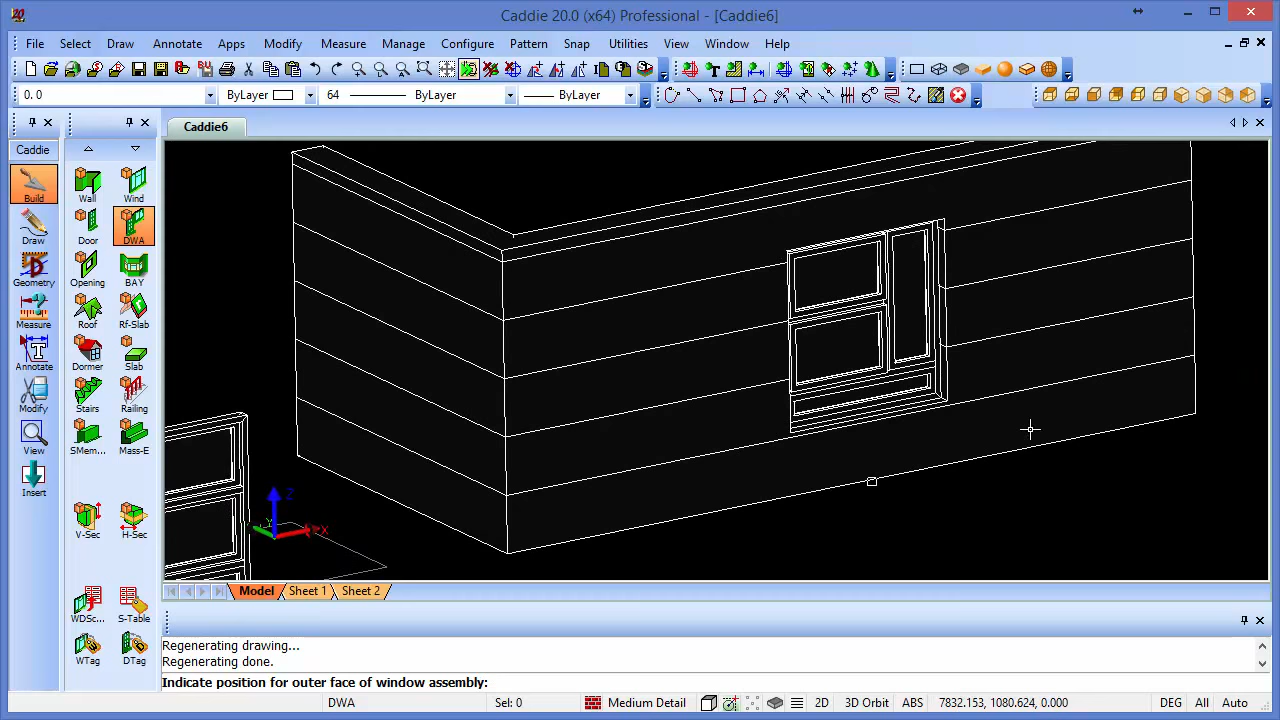 20 Caddie 20.0 (x64) Professional - [Caddie6]
File Select Draw Annotate Apps Modify Measure Manage Configure Pattern Snap Utilities View Window Help
0. 0 ByLayer 64 ByLayer ByLayer
Caddie6
Caddie
Build Wall Wind
Draw Door DWA
Geometry Opening BAY
Measure Roof Rf-Slab
Annotate Dormer Slab
Modify Stairs Railing
View SMem... Mass-E
Insert
V-Sec H-Sec
WDSc... S-Table
WTag DTag
Z
Y X
Model Sheet 1 Sheet 2
Regenerating drawing...
Regenerating done.
Indicate position for outer face of window assembly:
DWA Sel: 0 Medium Detail 2D 3D Orbit ABS 7832.153, 1080.624, 0.000 DEG All Auto